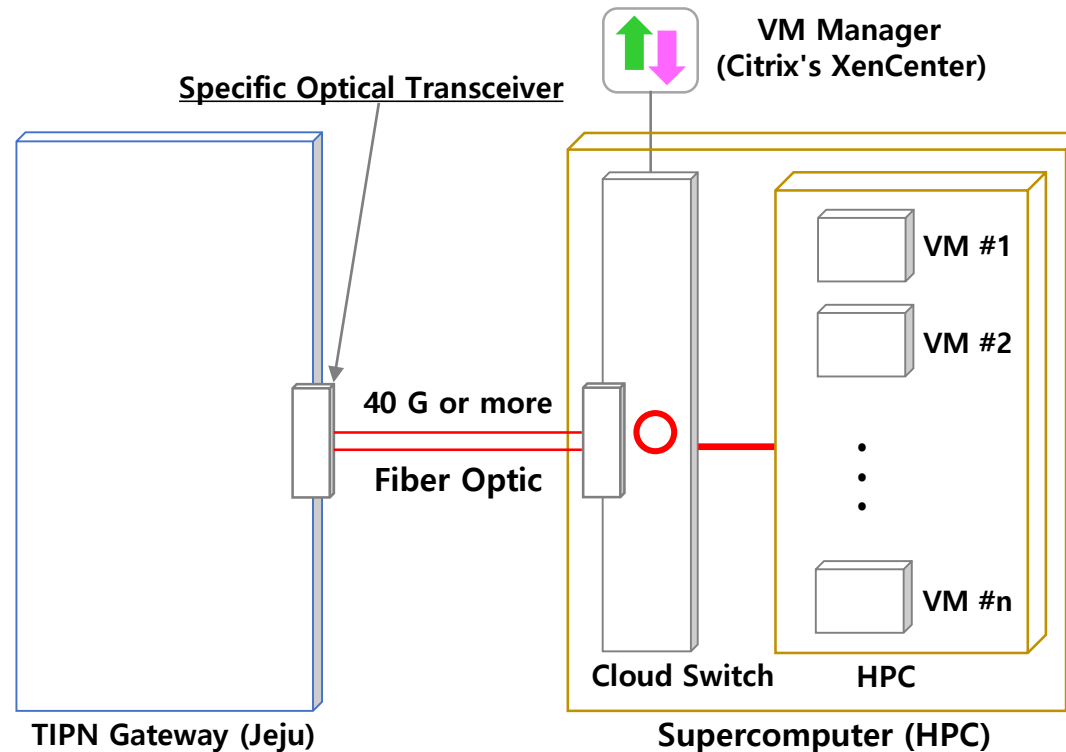 VM Manager
(Citrix's XenCenter)
Specific Optical Transceiver
VM #1
VM #2
40 G or more
Fiber Optic
VM #n
Cloud Switch
HPC
TIPN Gateway (Jeju)
Supercomputer (HPC)